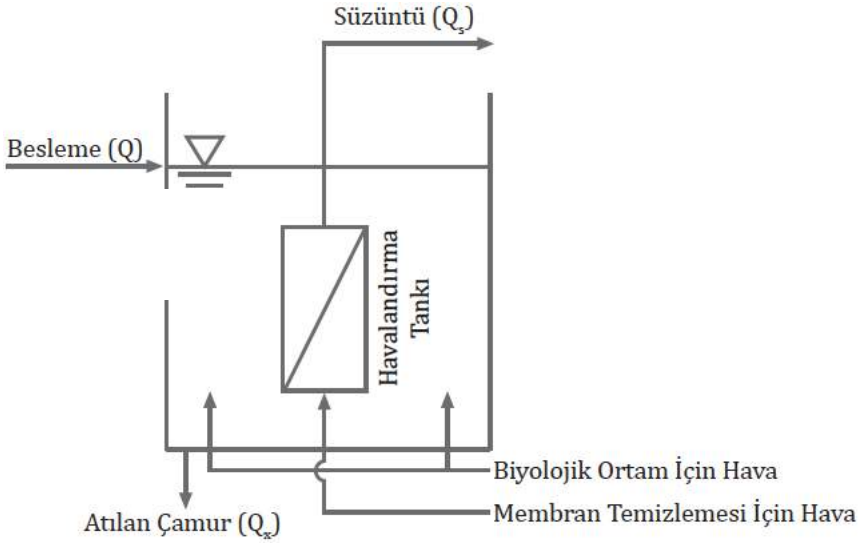 Süzüntü (Qs)
Besleme (Q)
Havalandırma
Tankı
Biyolojik Ortam İçin Hava
Membran Temizlemesi İçin Hava
Atılan Çamur (Qx)